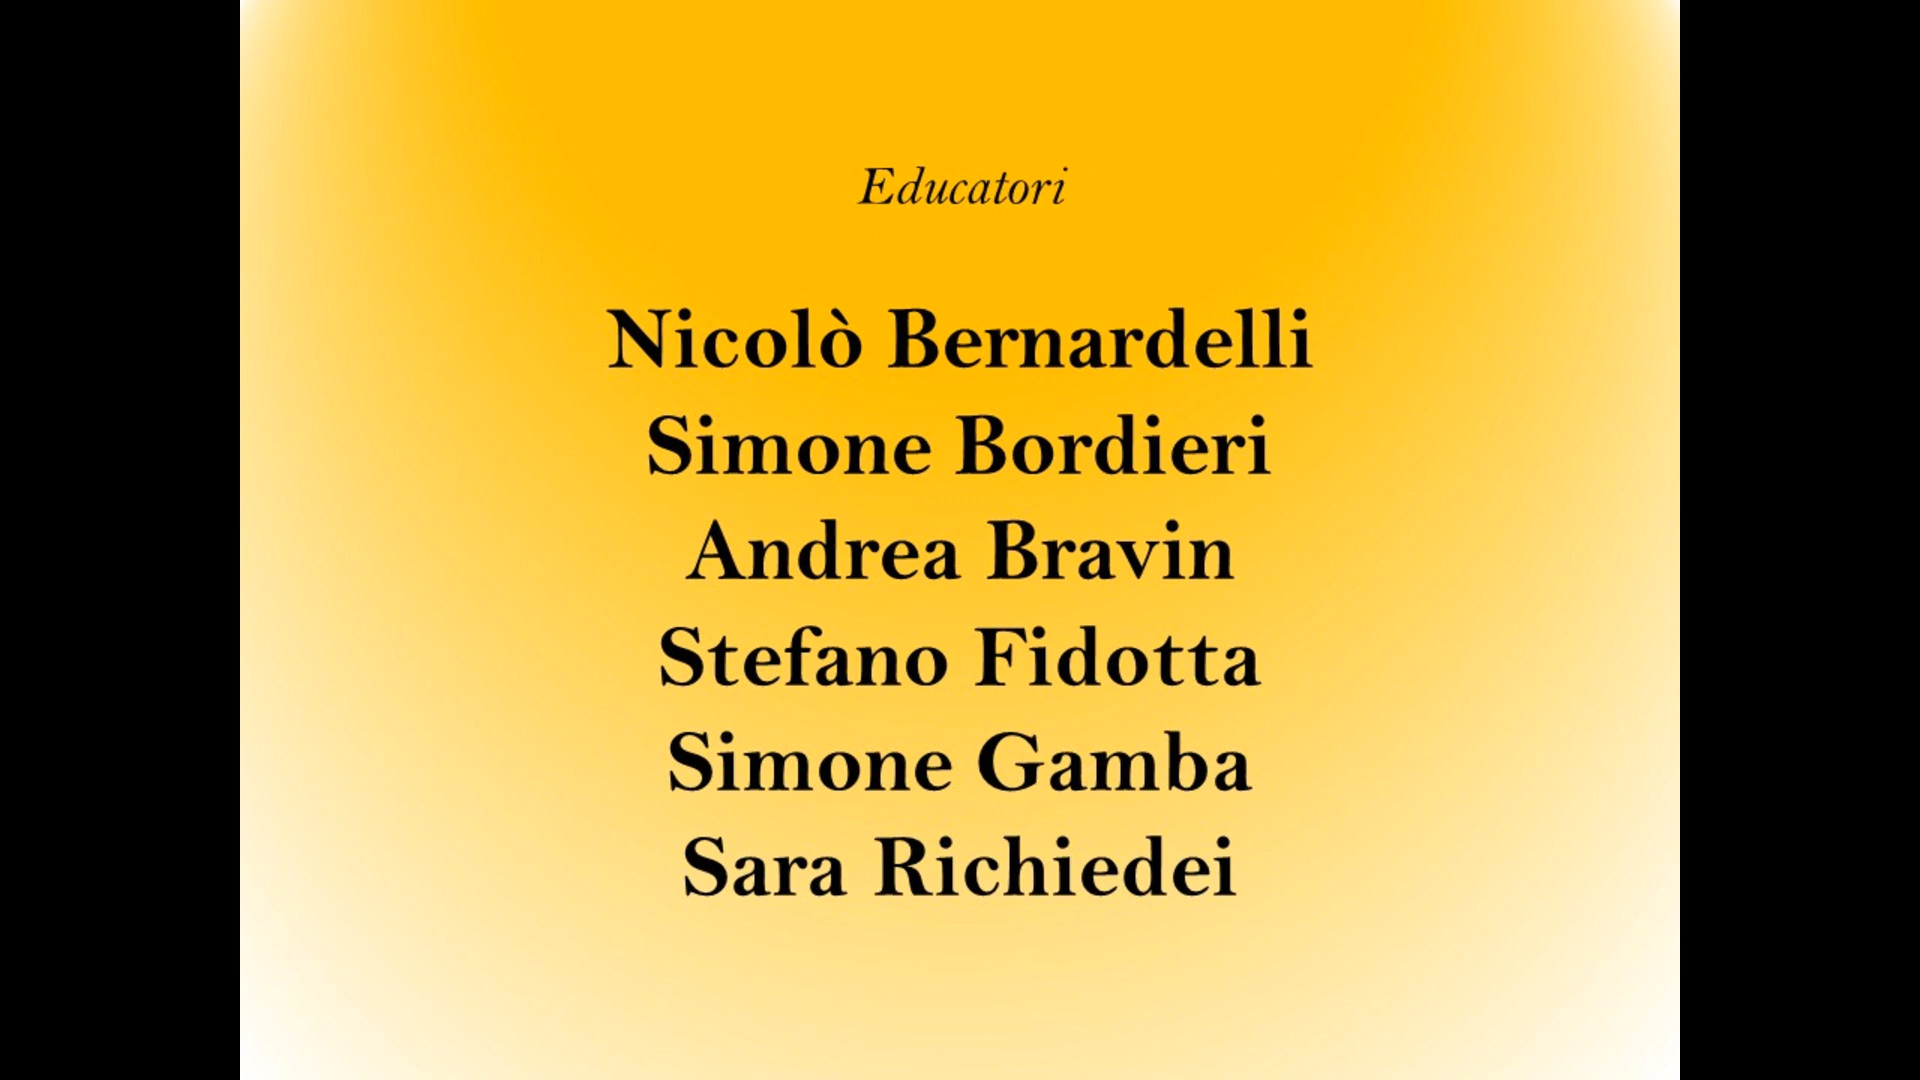 Educatori
Nicolò Bernardelli
Simone Bordieri
Andrea Bravin
Stefano Fidotta
Simone Gamba
Sara Richiedei